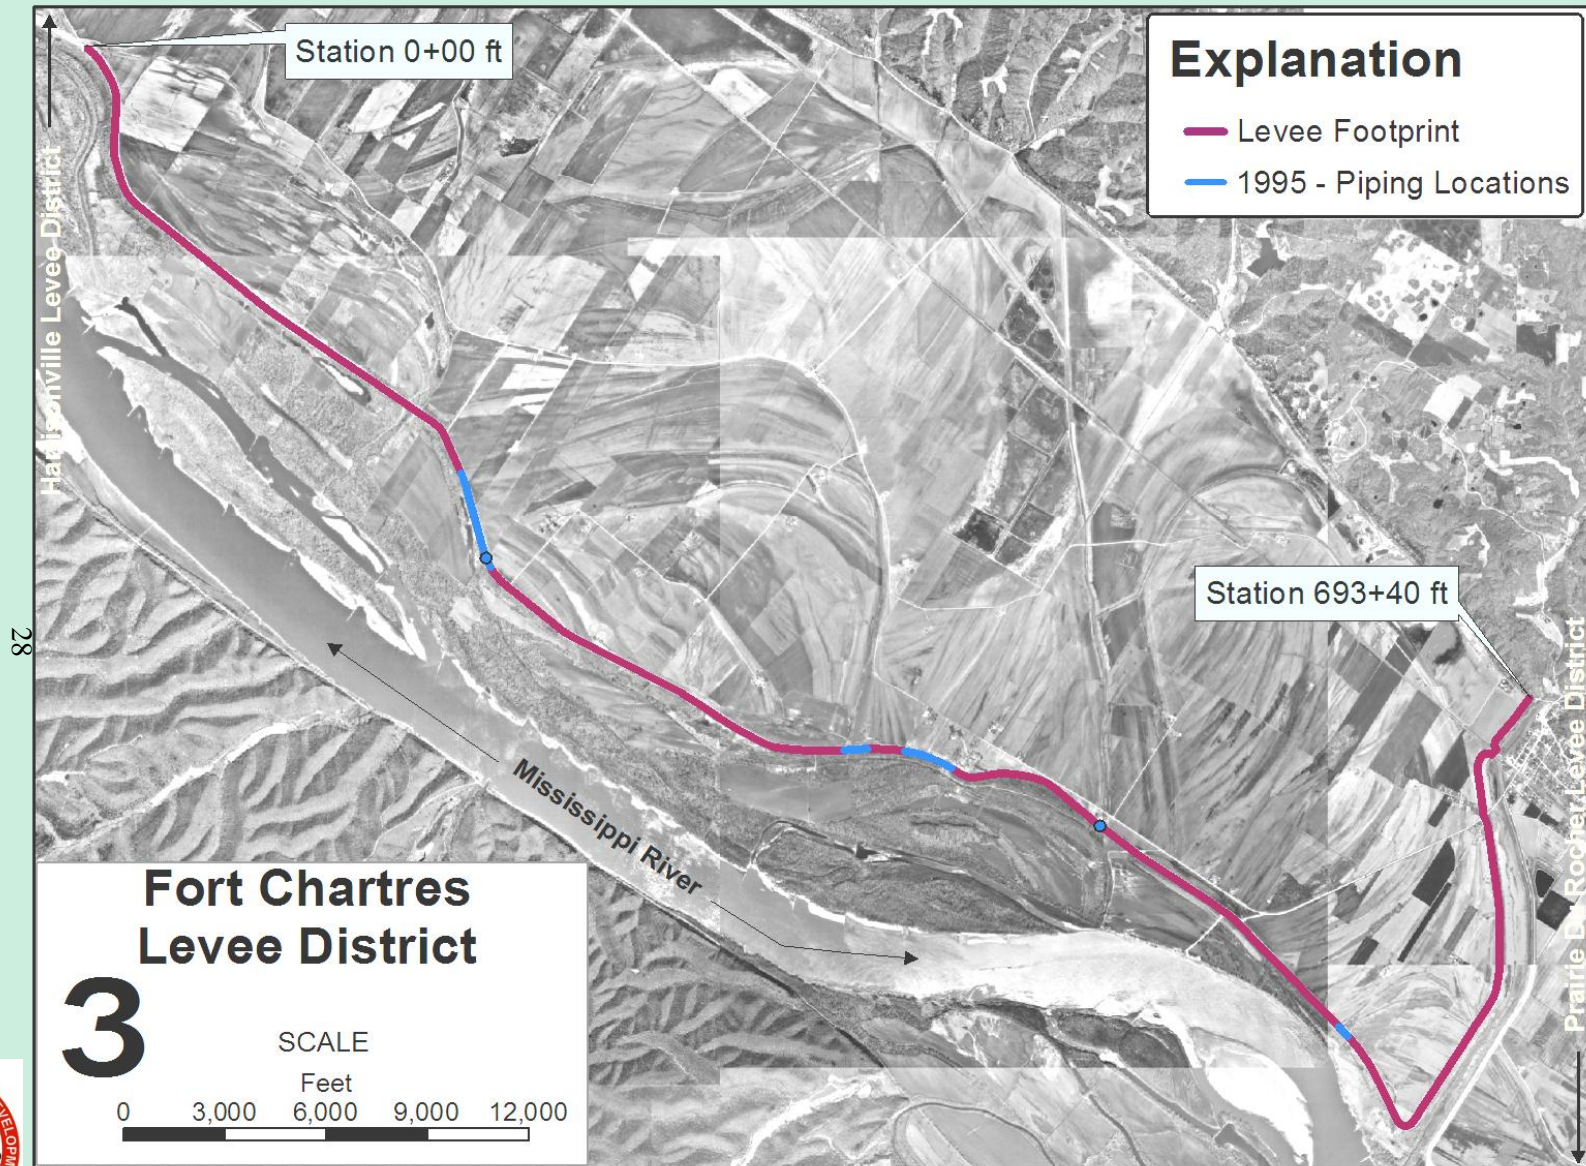 Station 0+00 ft
Explanation
Levee Footprint
1995 - Piping Locations
Harrisonville Levee District
Station 693+40 ft
28
Mississippi River
Prairie Du Rocher Levee District
Fort Chartres
Levee District
3
SCALE
Feet
0 3,000 6,000 9,000 12,000